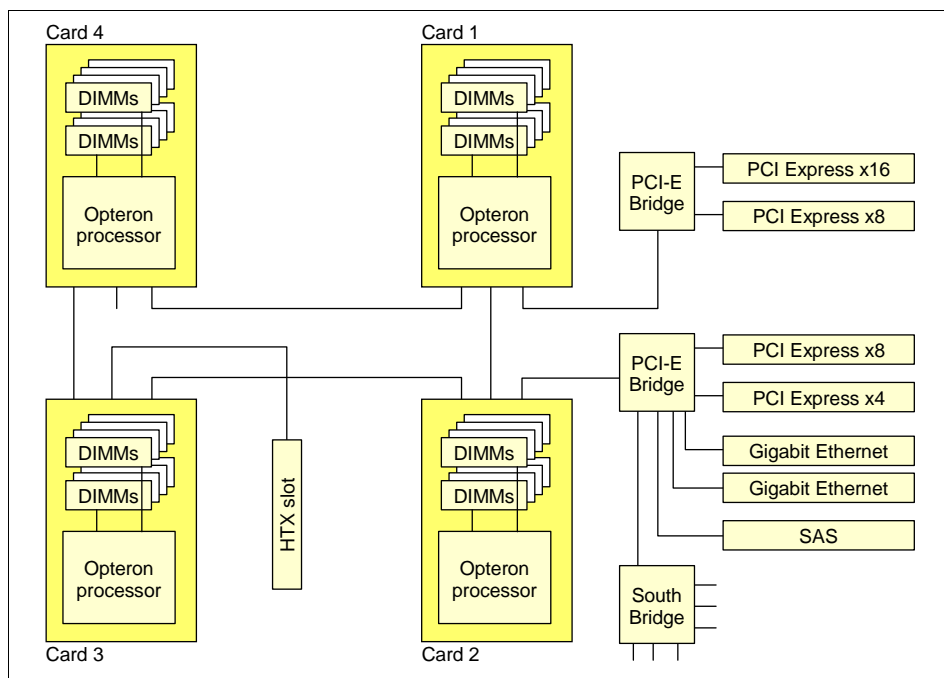 Card 4
DIMMs
DIMMs
Opteron
processor
Card 1
DIMMs
DIMMs
Opteron
processor
PCI-E
Bridge
PCI Express x16
PCI Express x8
Card 3
DIMMs
DIMMs
Opteron
processor
HTX slot
Card 2
DIMMs
DIMMs
Opteron
processor
PCI-E
Bridge
PCI Express x8
PCI Express x4
Gigabit Ethernet
Gigabit Ethernet
SAS
South
Bridge